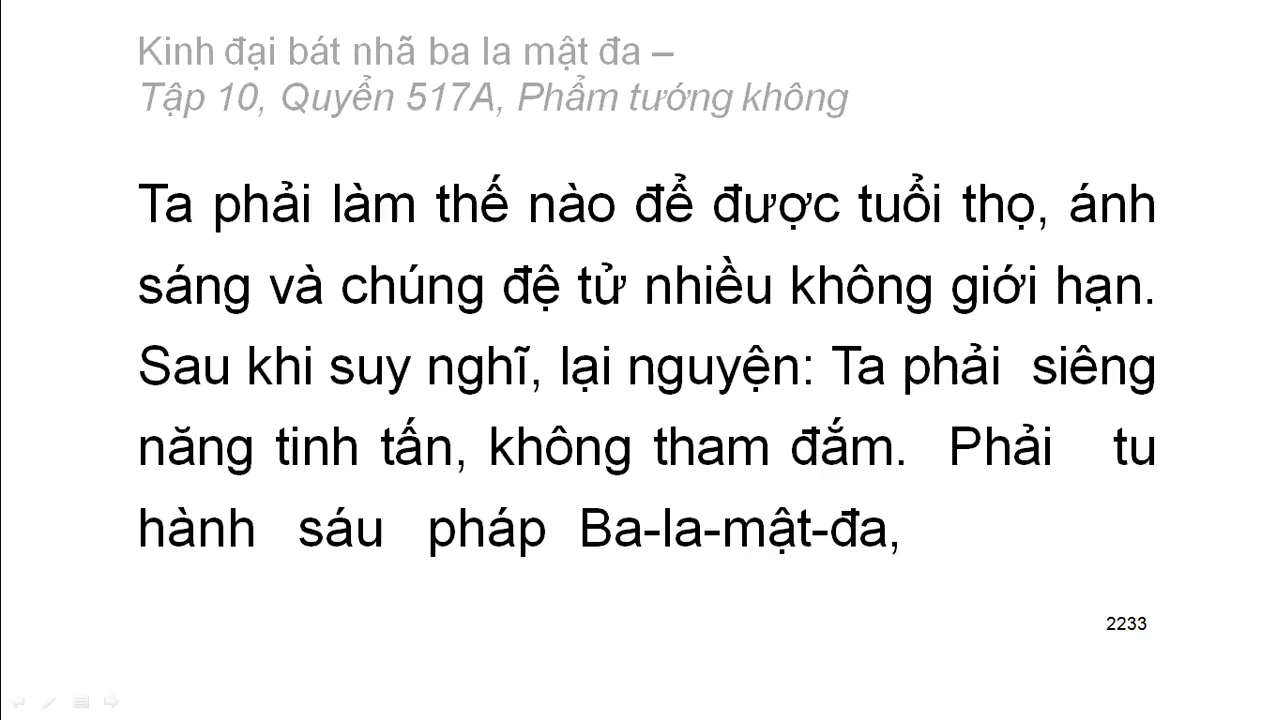 Kinh đại bát nhã ba la mật đa –
Tập 10, Quyển 517A, Phẩm tướng không
Ta phải làm thế nào để được tuổi thọ, ánh
sáng và chúng đệ tử nhiều không giới hạn.
Sau khi suy nghĩ, lại nguyện: Ta phải siêng
năng tinh tấn, không tham đắm. Phải tu
hành sáu pháp Ba-la-mật-đa,
2233